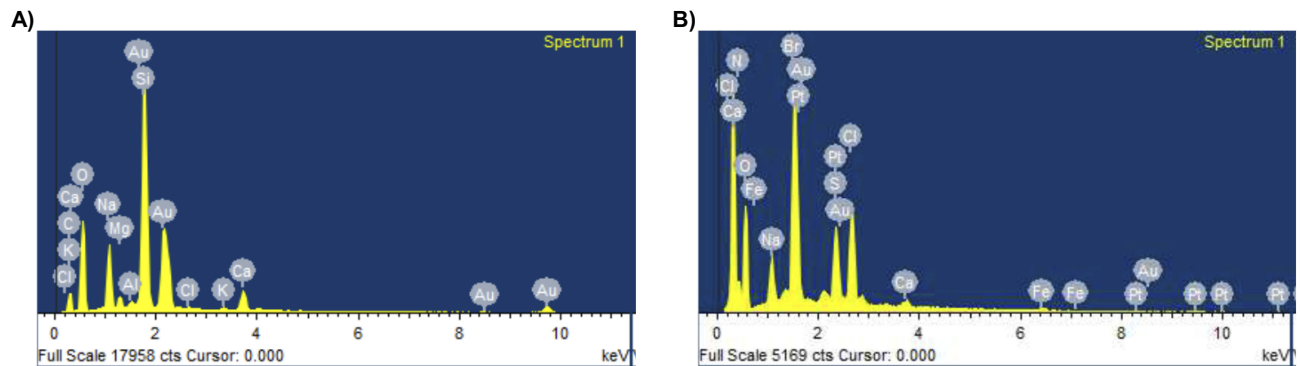 A)
Spectrum 1
Au
Si
O
Ca
Na
C
Mg
Au
K
Cl
Al
Cl
K
Ca
Au
Au
0 2 4 6 8 10
Full Scale 17958 cts Cursor: 0.000 keV
B)
Spectrum 1
Br
N
Au
Cl
Pt
Ca
Cl
O
Pt
Fe
S
Au
Na
Ca
Fe
Fe
Au
Pt
Pt
Pt
Pt
0 2 4 6 8 10
Full Scale 5169 cts Cursor: 0.000 keV